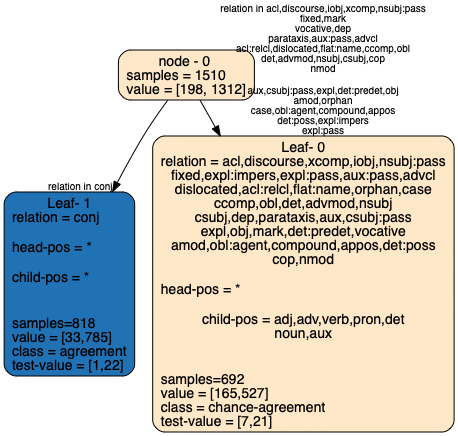 relation in acl,discourse,iobj,xcomp,nsubj:pass
fixed,mark
vocative,dep
parataxis,aux:pass,advcl
acl:relcl,dislocated,flat:name,ccomp,obl
det,advmod,nsubj,csubj,cop
nmod
aux,csubj:pass,expl,det:predet,obj
amod,orphan
case,obl:agent,compound,appos
det:poss,expl:impers
expl:pass
node - 0
samples = 1510
value = [198, 1312]
relation in conj
Leaf- 1
relation = conj
head-pos = *
child-pos = *
samples=818
value = [33,785]
class = agreement
test-value = [1,22]
Leaf- 0
relation = acl,discourse,xcomp,iobj,nsubj:pass
fixed,expl:impers,expl:pass,aux:pass,advcl
dislocated,acl:relcl,flat:name,orphan,case
ccomp,obl,det,advmod,nsubj
csubj,dep,parataxis,aux,csubj:pass
expl,obj,mark,det:predet,vocative
amod,obl:agent,compound,appos,det:poss
cop,nmod
head-pos = *
child-pos = adj,adv,verb,pron,det
noun,aux
samples=692
value = [165,527]
class = chance-agreement
test-value = [7,21]